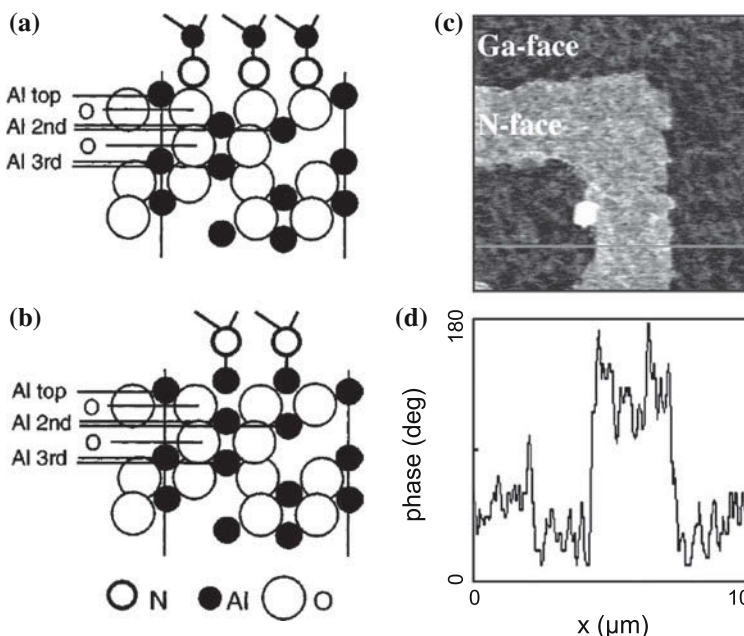 (a)
Al top
O
Al 2nd
O
Al 3rd
(b)
Al top
O
Al 2nd
O
Al 3rd
N Al O
(c)
Ga-face
N-face
(d)
180
phase (deg)
0
0 10
x (μm)